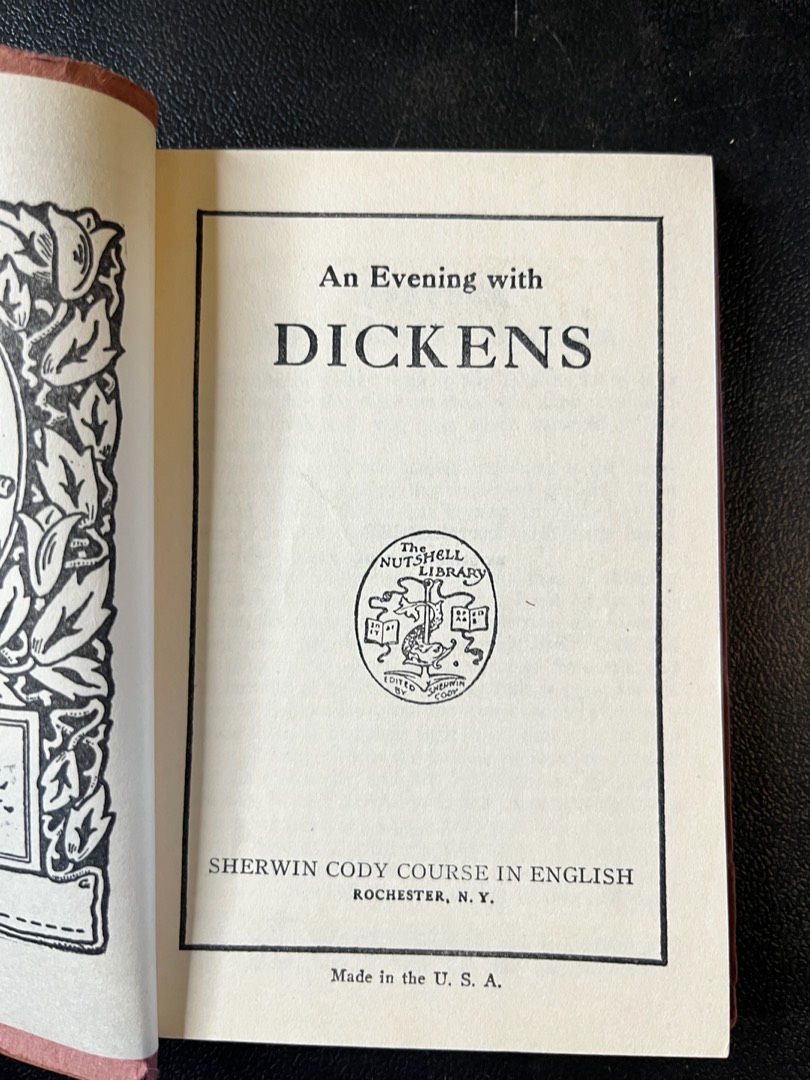 An Evening with
DICKENS
The
NUTSHELL
LIBRARY
EDITED
BY
SHERWIN
CODY
SHERWIN CODY COURSE IN ENGLISH
ROCHESTER, N. Y.
Made in the U. S. A.